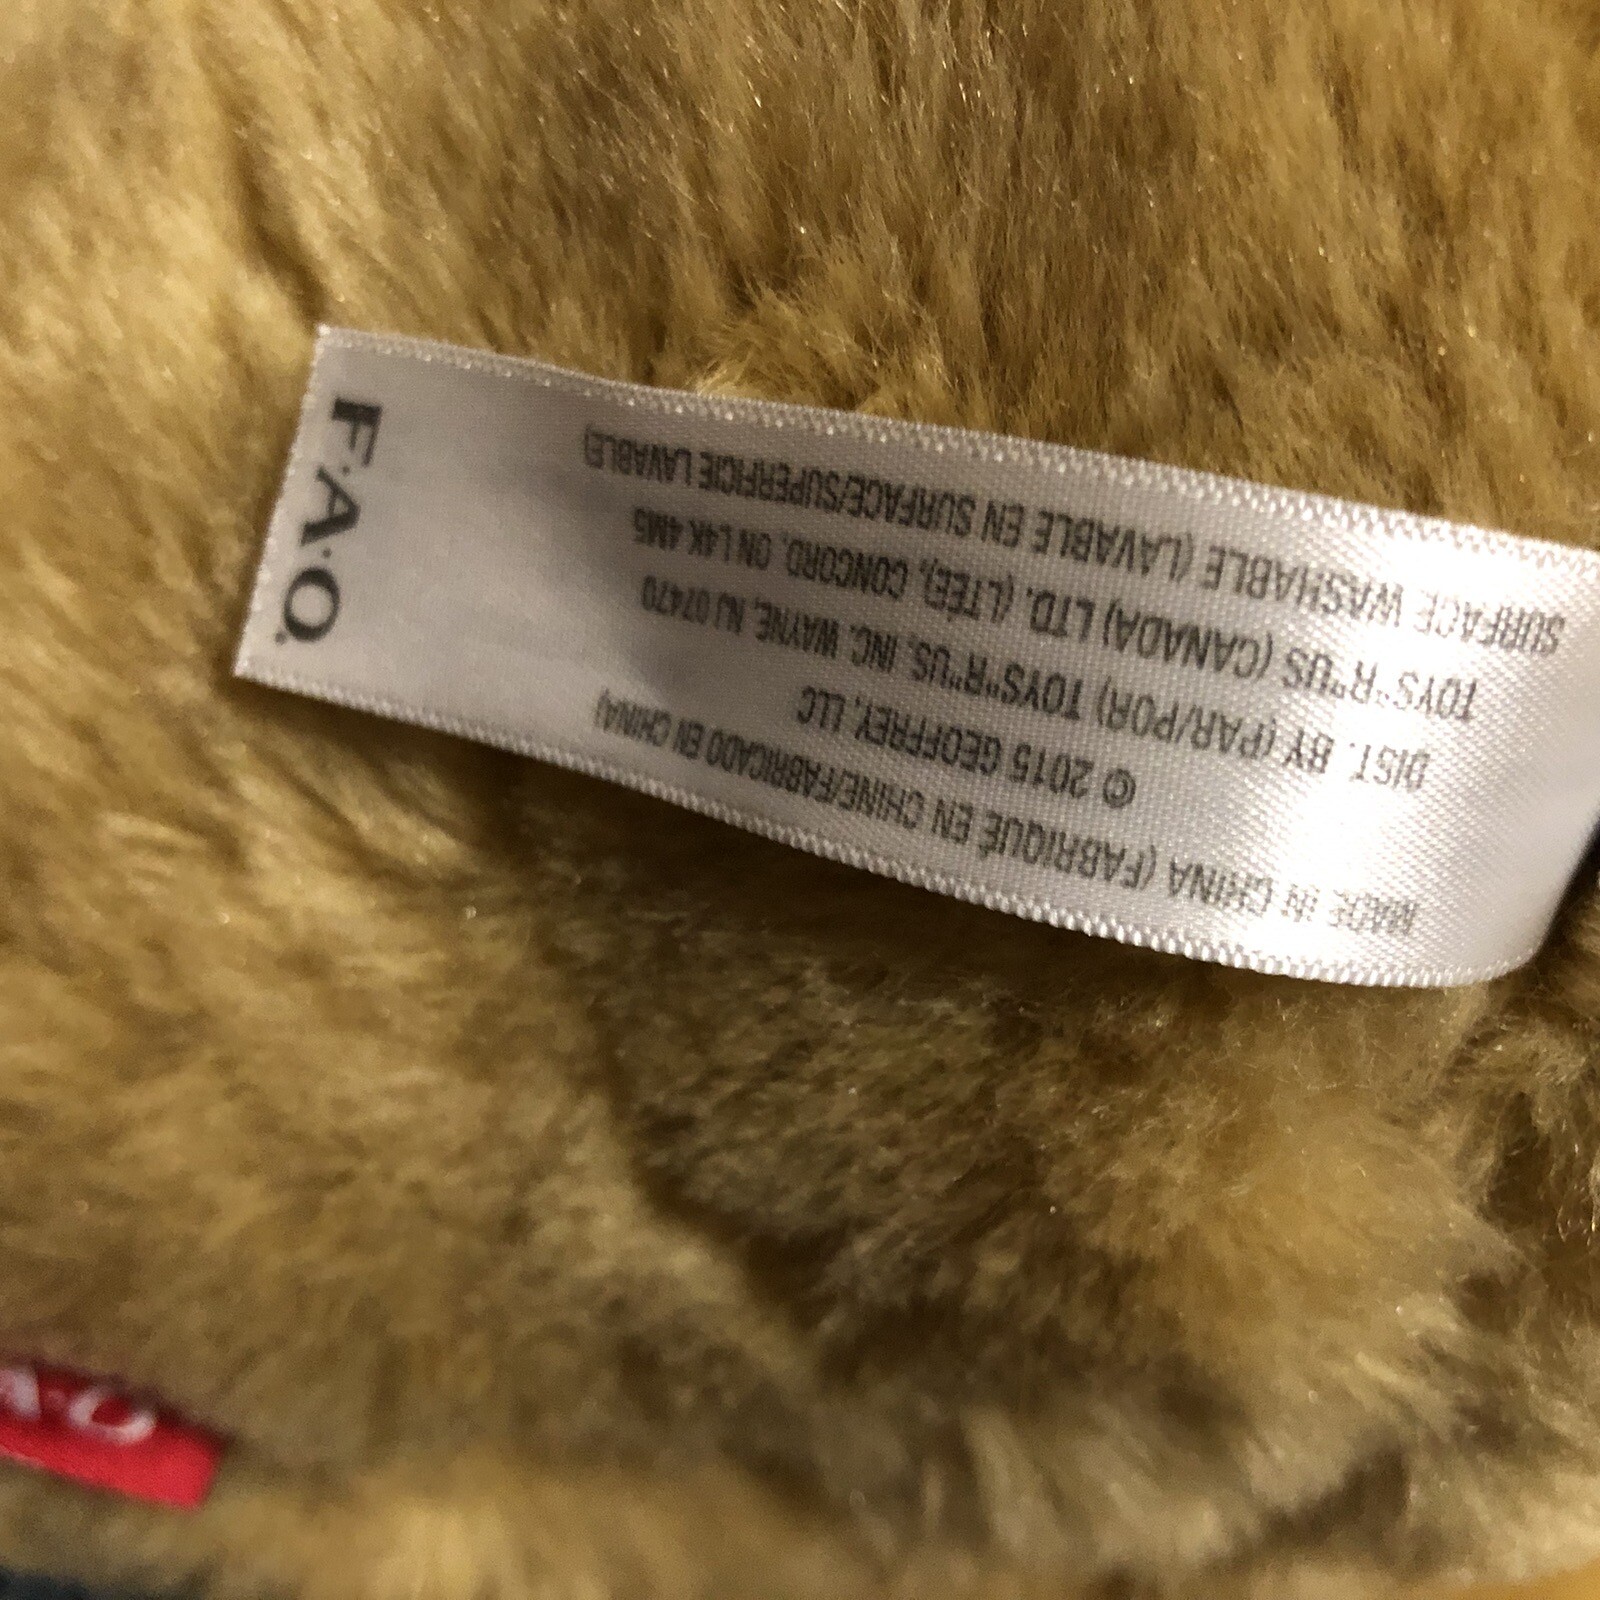 F·A·O.
MADE IN CHINA (FABRIQUÉ EN CHINE/FABRICADO EN CHINA)
© 2015 GEOFFREY, LLC
DIST. BY (PAR/POR) TOYS"R"US, INC. WAYNE, NJ 07470
TOYS"R"US (CANADA) LTD. (LTÉE), CONCORD, ON L4K 4M5
SURFACE WASHABLE (LAVABLE EN SURFACE/SUPERFICIE LAVABLE)
A·O